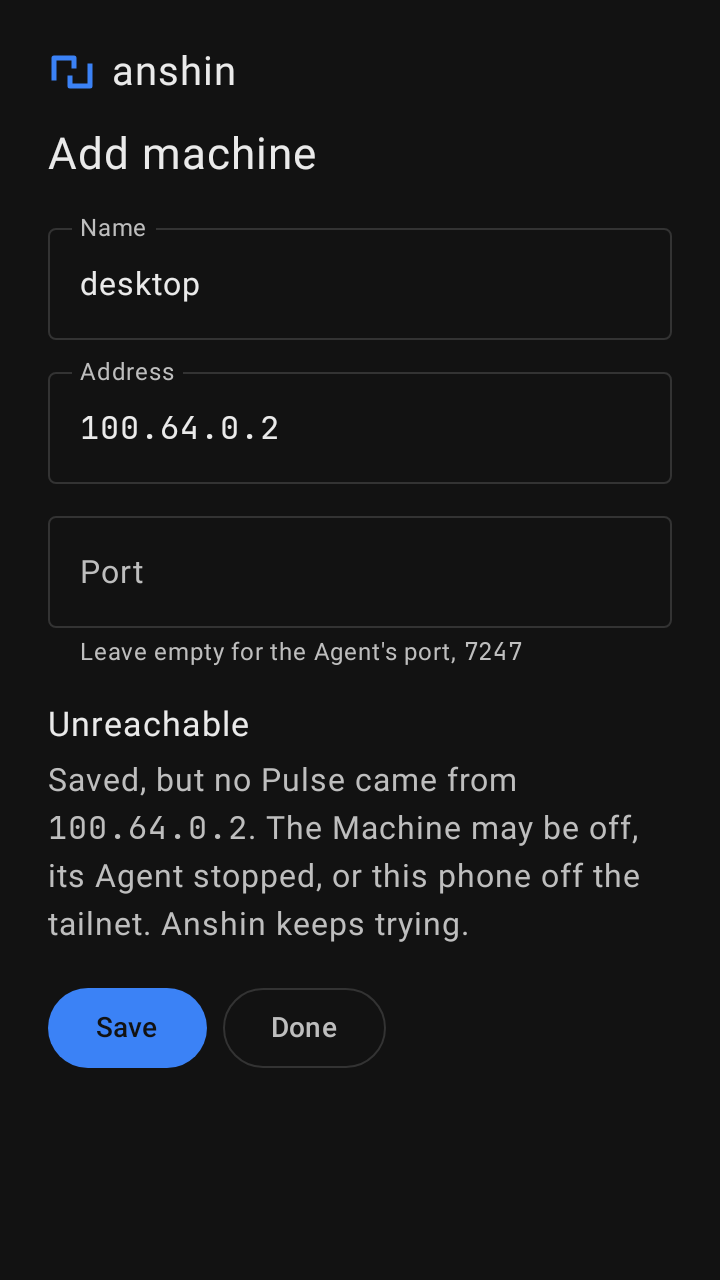 anshin
Add machine
Name
desktop
Address
100.64.0.2
Port
Leave empty for the Agent's port, 7247
Unreachable
Saved, but no Pulse came from
100.64.0.2. The Machine may be off,
its Agent stopped, or this phone off the
tailnet. Anshin keeps trying.
Save
Done